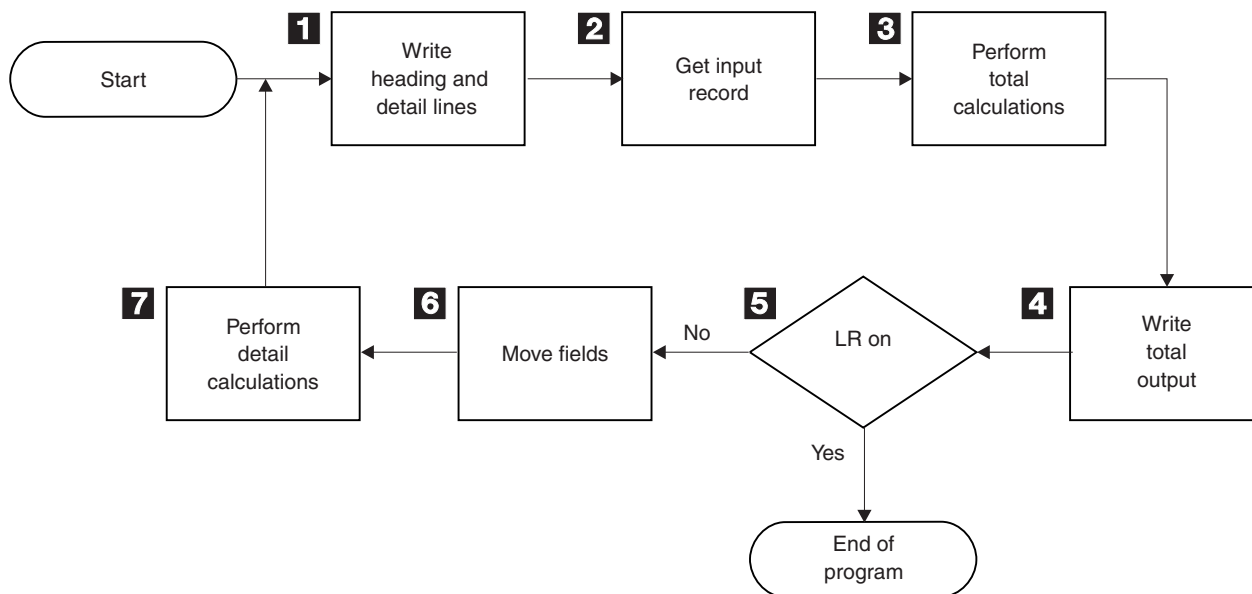 1
Write
heading and
detail lines
2
Get input
record
3
Perform
total
calculations
Start
7
Perform
detail
calculations
6
Move fields
No
5
LR on
4
Write
total
output
Yes
End of
program